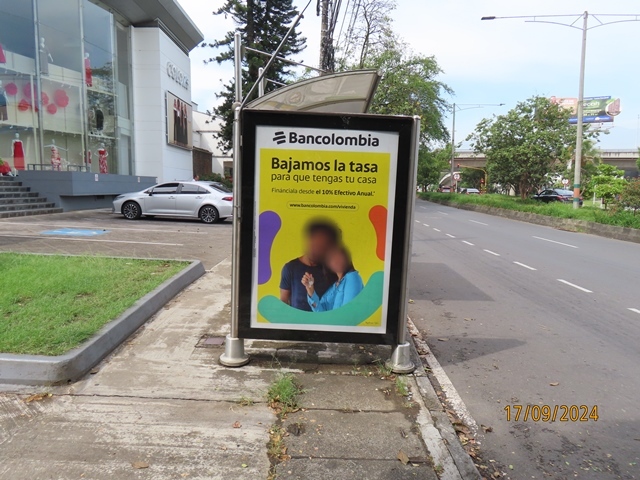 Bancolombia
Bajamos la tasa
para que tengas tu casa
Fináncíala desde el 10% Efectivo Anual.*
www.bancolombia.com/vivienda
17/09/2024